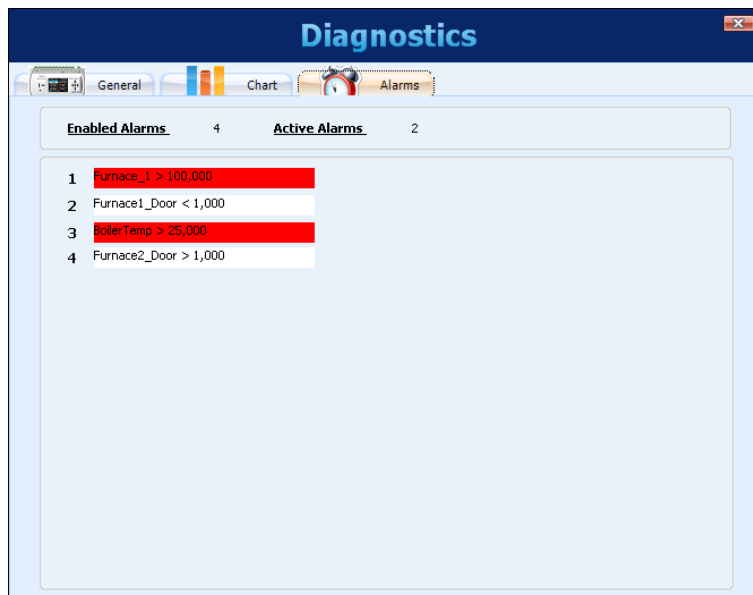 Diagnostics
General Chart Alarms
Enabled Alarms 4 Active Alarms 2
1 Furnace_1 > 100,000
2 Furnace1_Door < 1,000
3 BoilerTemp > 25,000
4 Furnace2_Door > 1,000